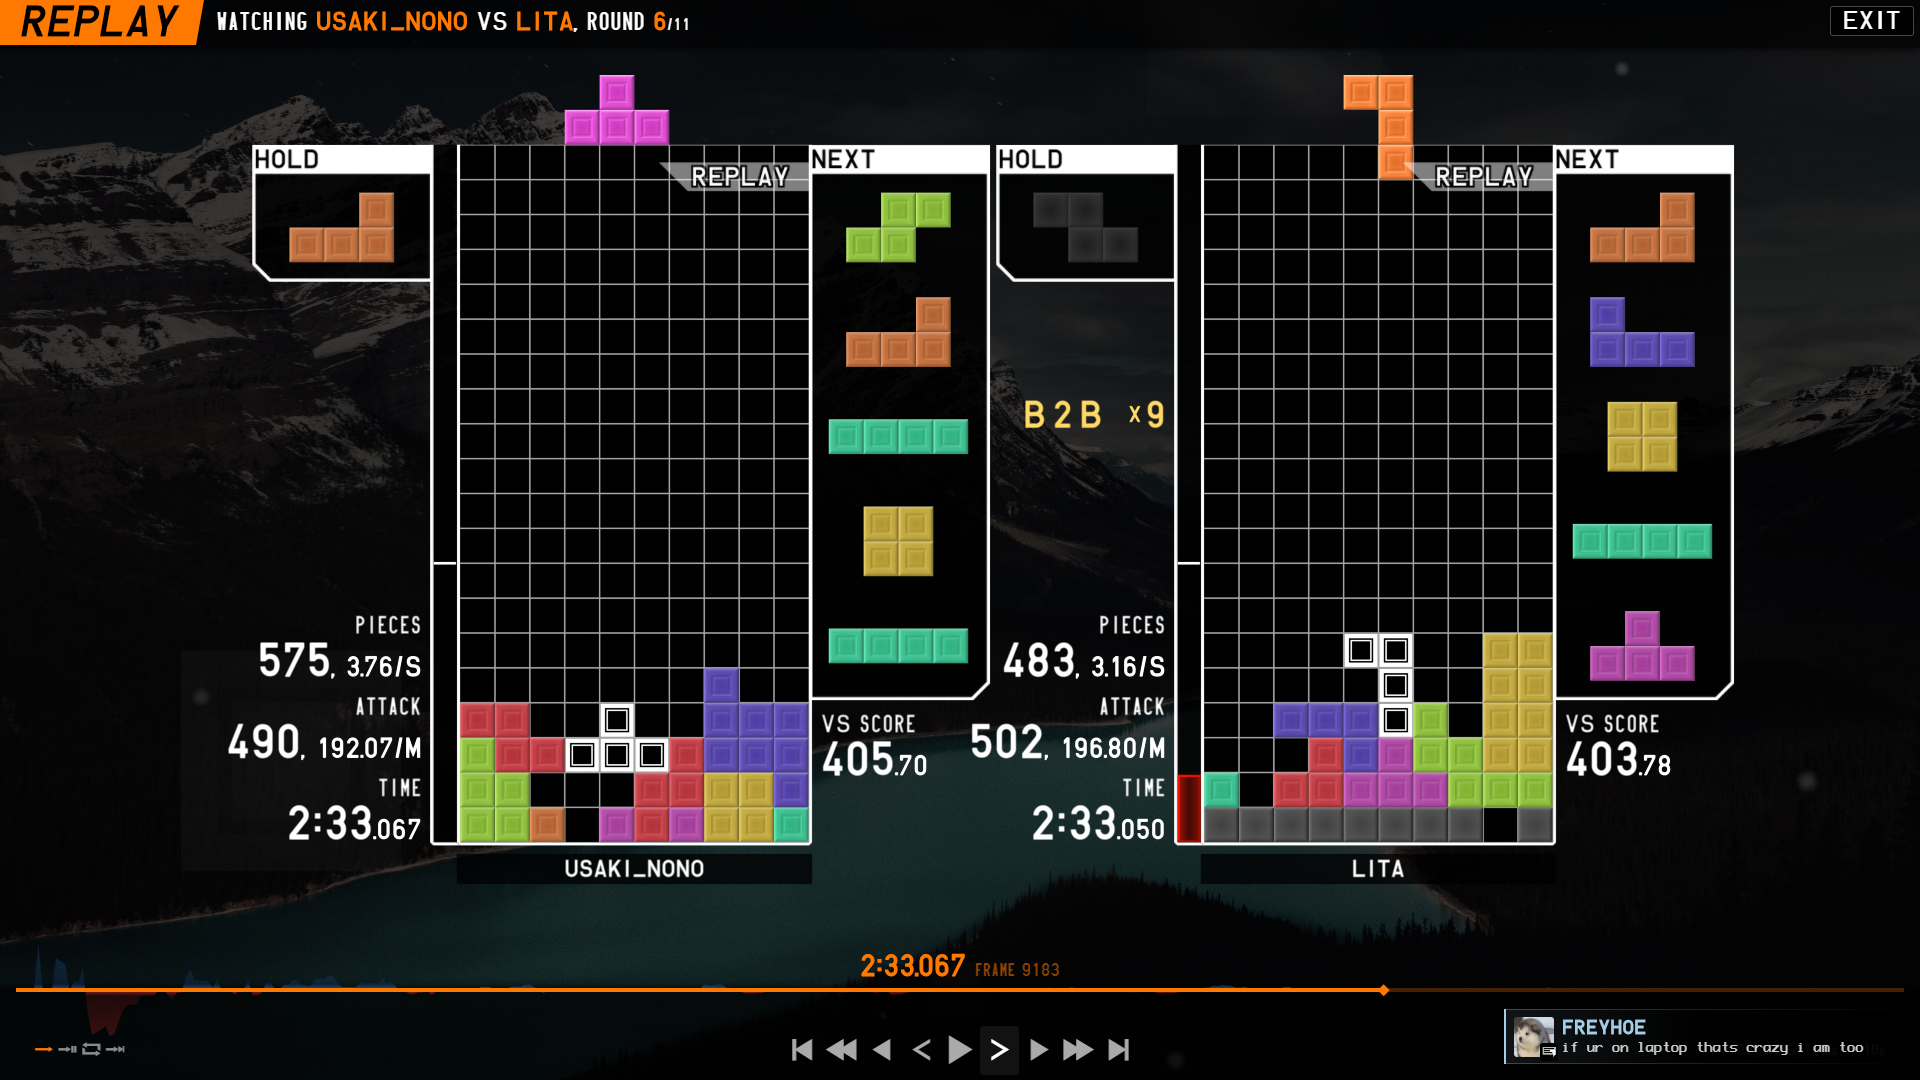 REPLAY
WATCHING USAKI_NONO VS LITA, ROUND 6/11
EXIT
HOLD
REPLAY
NEXT
HOLD
REPLAY
NEXT
B2B x9
PIECES
575, 3.76/S
ATTACK
490, 192.07/M
TIME
2:33.067
VS SCORE
405.70
USAKI_NONO
PIECES
483, 3.16/S
ATTACK
502, 196.80/M
TIME
2:33.050
VS SCORE
403.78
LITA
2:33.067 FRAME 9183
FREYHOE
if ur on laptop thats crazy i am too